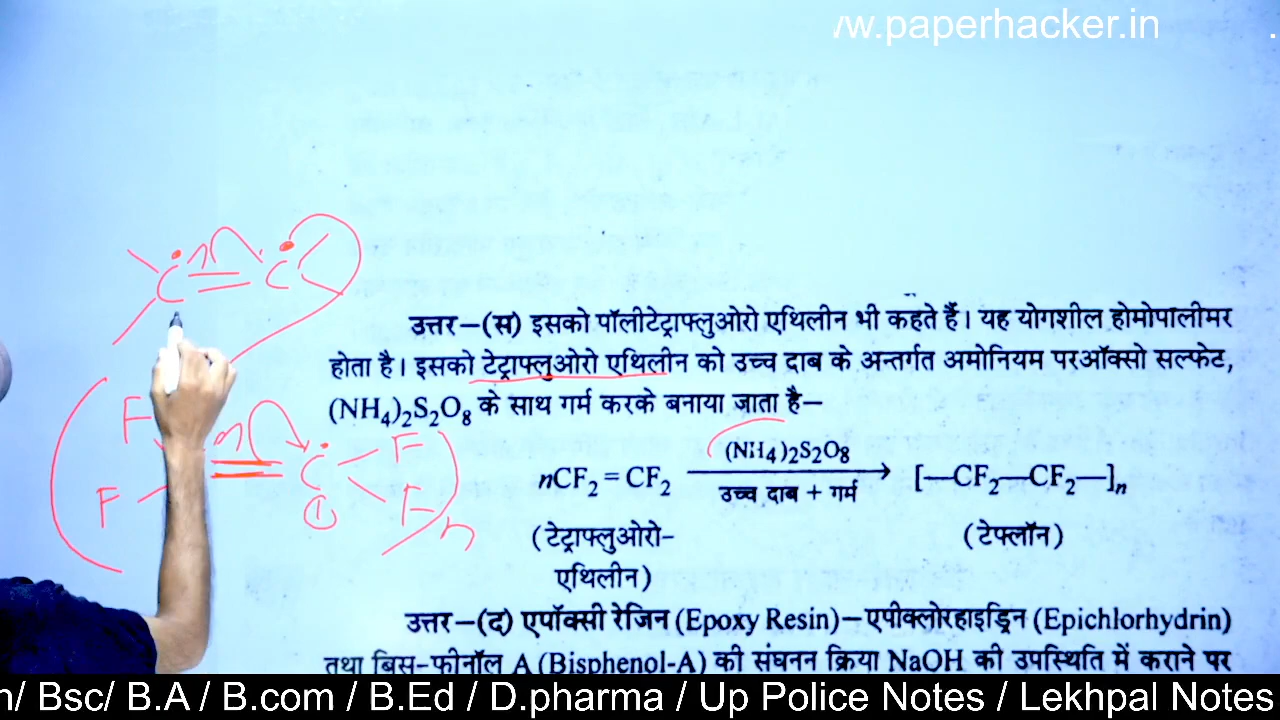 w.paperhacker.in
उत्तर–(स) इसको पॉलीटेट्राफ्लुओरो एथिलीन भी कहते हैं। यह योगशील होमोपालीमर
होता है। इसको टेट्राफ्लुओरो एथिलीन को उच्च दाब के अन्तर्गत अमोनियम परऑक्सो सल्फेट,
(NH₄)₂S₂O₈ के साथ गर्म करके बनाया जाता है–
nCF₂ = CF₂ (NH4)2S2O8 उच्च दाब + गर्म → [—CF₂—CF₂—]ₙ
(टेट्राफ्लुओरो- (टेफ्लॉन)
एथिलीन)
उत्तर–(द) एपॉक्सी रेजिन (Epoxy Resin)–एपीक्लोरहाइड्रिन (Epichlorhydrin)
तथा बिस-फीनॉल A (Bisphenol-A) की संघनन क्रिया NaOH की उपस्थिति में कराने पर
C = C
F C F
F F n
n/ Bsc/ B.A / B.com / B.Ed / D.pharma / Up Police Notes / Lekhpal Notes